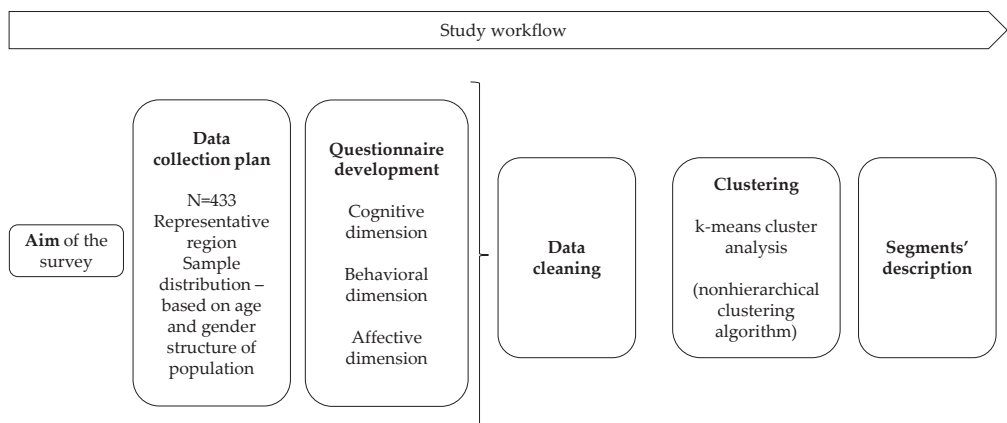 Study workflow
Aim of the
survey
Data
collection plan
N=433
Representative
region
Sample
distribution –
based on age
and gender
structure of
population
Questionnaire
development
Cognitive
dimension
Behavioral
dimension
Affective
dimension
Data
cleaning
Clustering
k-means cluster
analysis
(nonhierarchical
clustering
algorithm)
Segments’
description